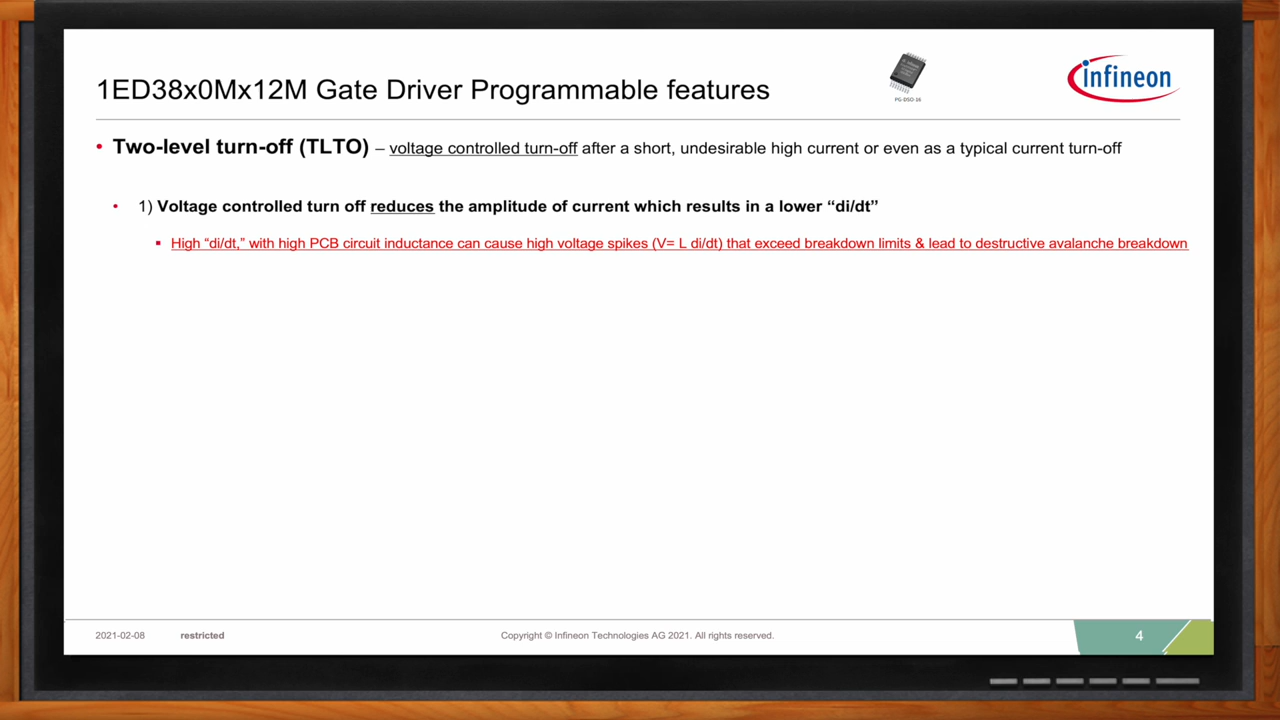 1ED38x0Mx12M Gate Driver Programmable features
PG-DSO-16
infineon
• Two-level turn-off (TLTO) – voltage controlled turn-off after a short, undesirable high current or even as a typical current turn-off
• 1) Voltage controlled turn off reduces the amplitude of current which results in a lower “di/dt”
▪ High “di/dt,” with high PCB circuit inductance can cause high voltage spikes (V= L di/dt) that exceed breakdown limits & lead to destructive avalanche breakdown
2021-02-08 restricted Copyright © Infineon Technologies AG 2021. All rights reserved. 4